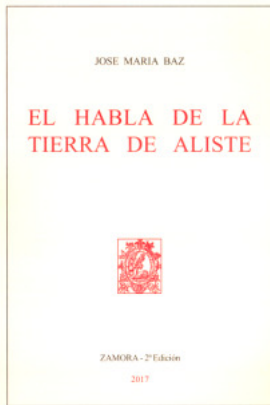 JOSE MARIA BAZ
EL HABLA DE LA
TIERRA DE ALISTE
ZAMORA - 2ª Edición
2017